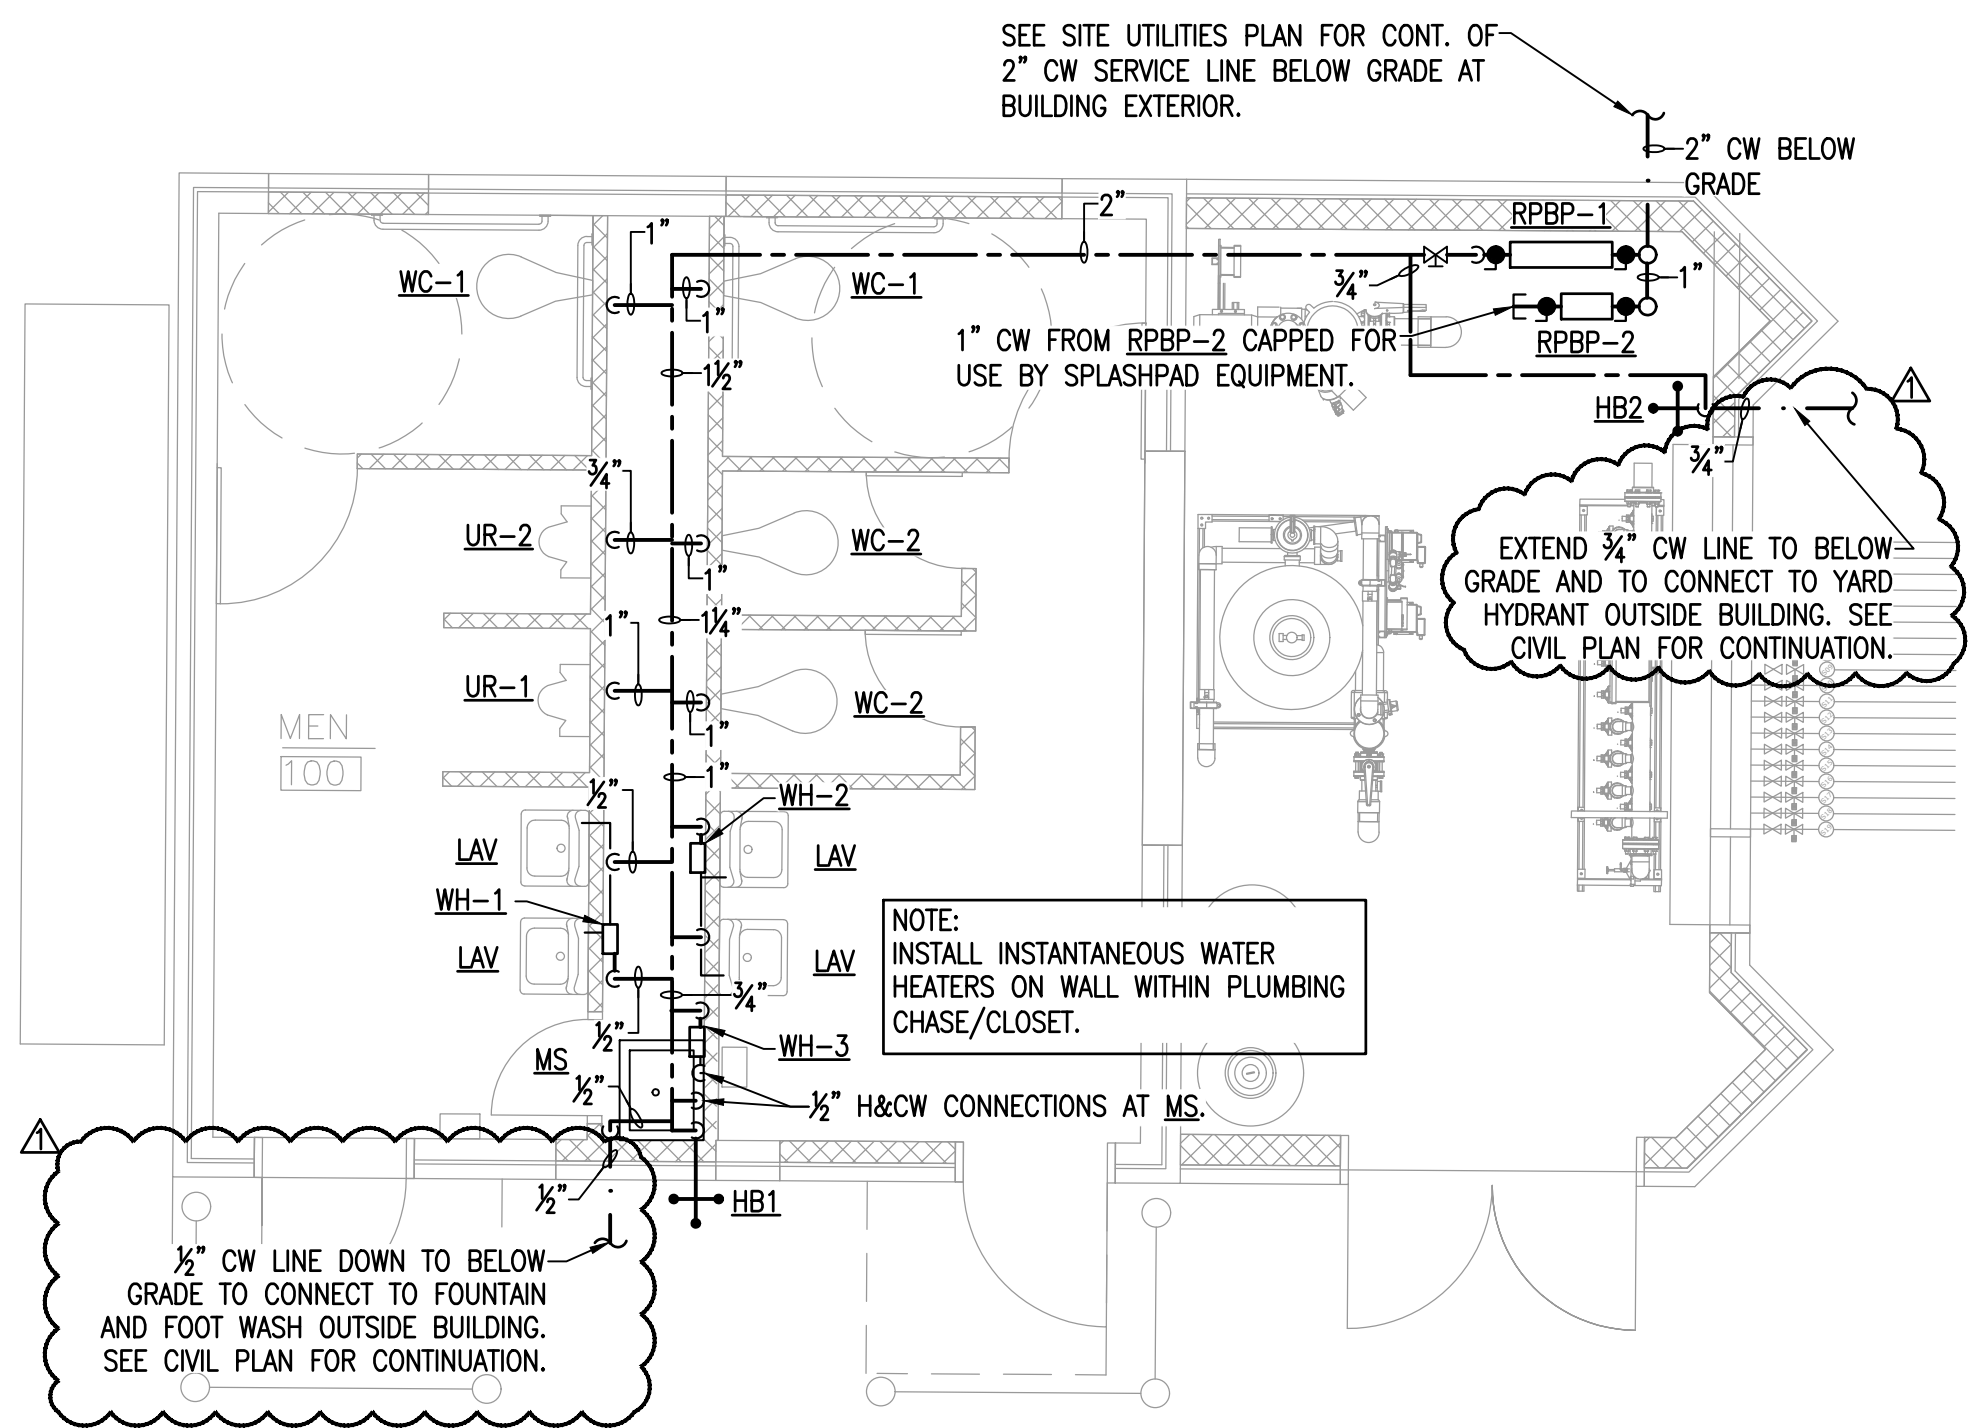 SEE SITE UTILITIES PLAN FOR CONT. OF
2" CW SERVICE LINE BELOW GRADE AT
BUILDING EXTERIOR.
2" CW BELOW
GRADE
RPBP-1
2"
1"
WC-1
WC-1
1"
3/4"
1"
1" CW FROM RPBP-2 CAPPED FOR
USE BY SPLASHPAD EQUIPMENT.
RPBP-2
1 1/2"
1
HB2
3/4"
3/4"
UR-2
WC-2
1"
EXTEND 3/4" CW LINE TO BELOW
GRADE AND TO CONNECT TO YARD
HYDRANT OUTSIDE BUILDING. SEE
CIVIL PLAN FOR CONTINUATION.
1"
1 1/4"
UR-1
WC-2
1"
MEN
100
1"
1/2"
WH-2
LAV
LAV
WH-1
LAV
LAV
NOTE:
INSTALL INSTANTANEOUS WATER
HEATERS ON WALL WITHIN PLUMBING
CHASE/CLOSET.
3/4"
1/2"
WH-3
MS
1/2"
1/2" H&CW CONNECTIONS AT MS.
1
1/2"
HB1
1/2" CW LINE DOWN TO BELOW
GRADE TO CONNECT TO FOUNTAIN
AND FOOT WASH OUTSIDE BUILDING.
SEE CIVIL PLAN FOR CONTINUATION.